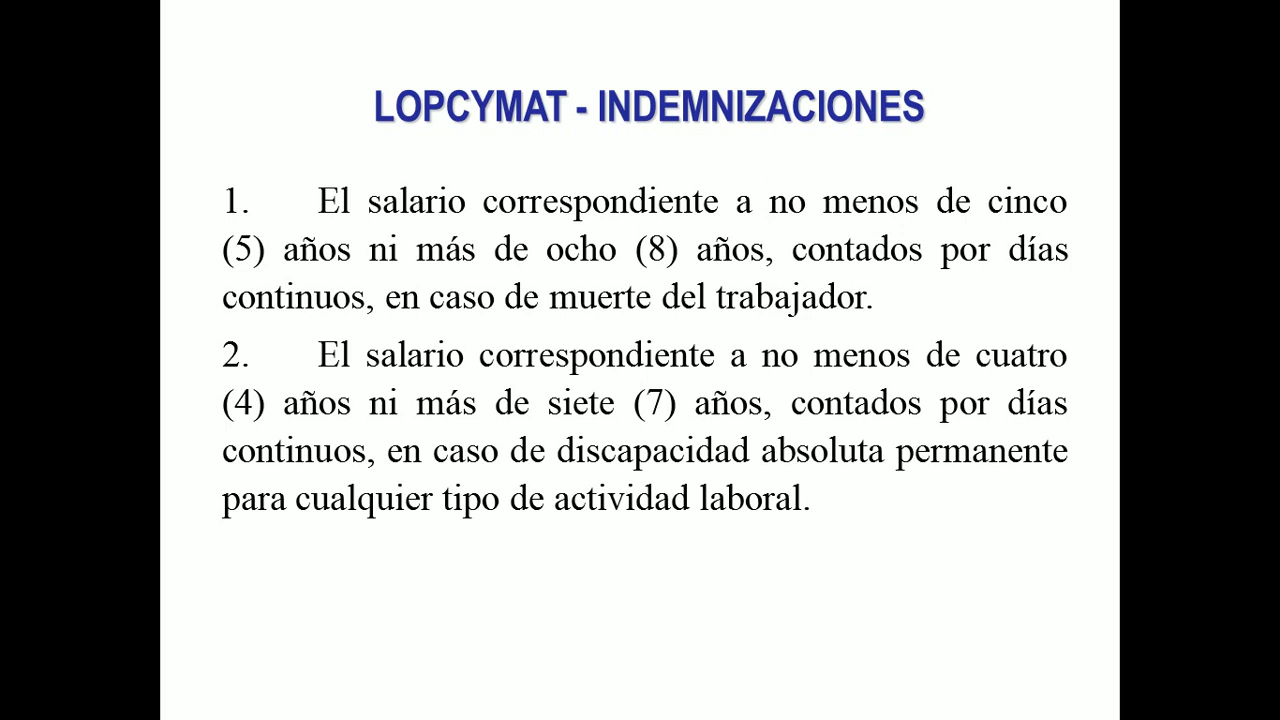 LOPCYMAT - INDEMNIZACIONES
1. El salario correspondiente a no menos de cinco
(5) años ni más de ocho (8) años, contados por días
continuos, en caso de muerte del trabajador.
2. El salario correspondiente a no menos de cuatro
(4) años ni más de siete (7) años, contados por días
continuos, en caso de discapacidad absoluta permanente
para cualquier tipo de actividad laboral.